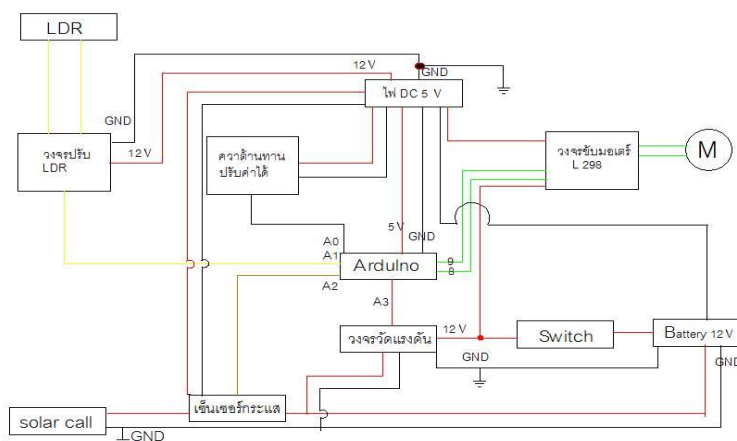 LDR
12 V
GND
ไฟ DC 5 V
GND
วงจรปรับ
LDR
12 V
ควาต้านทาน
ปรับค่าได้
วงจรขับมอเตร์
L 298
M
5 V
GND
A0
A1
A2
Arduino
9
8
A3
วงจรวัดแรงดัน
12 V
GND
Switch
Battery 12 V
GND
เซ็นเซอร์กระแส
solar call
GND